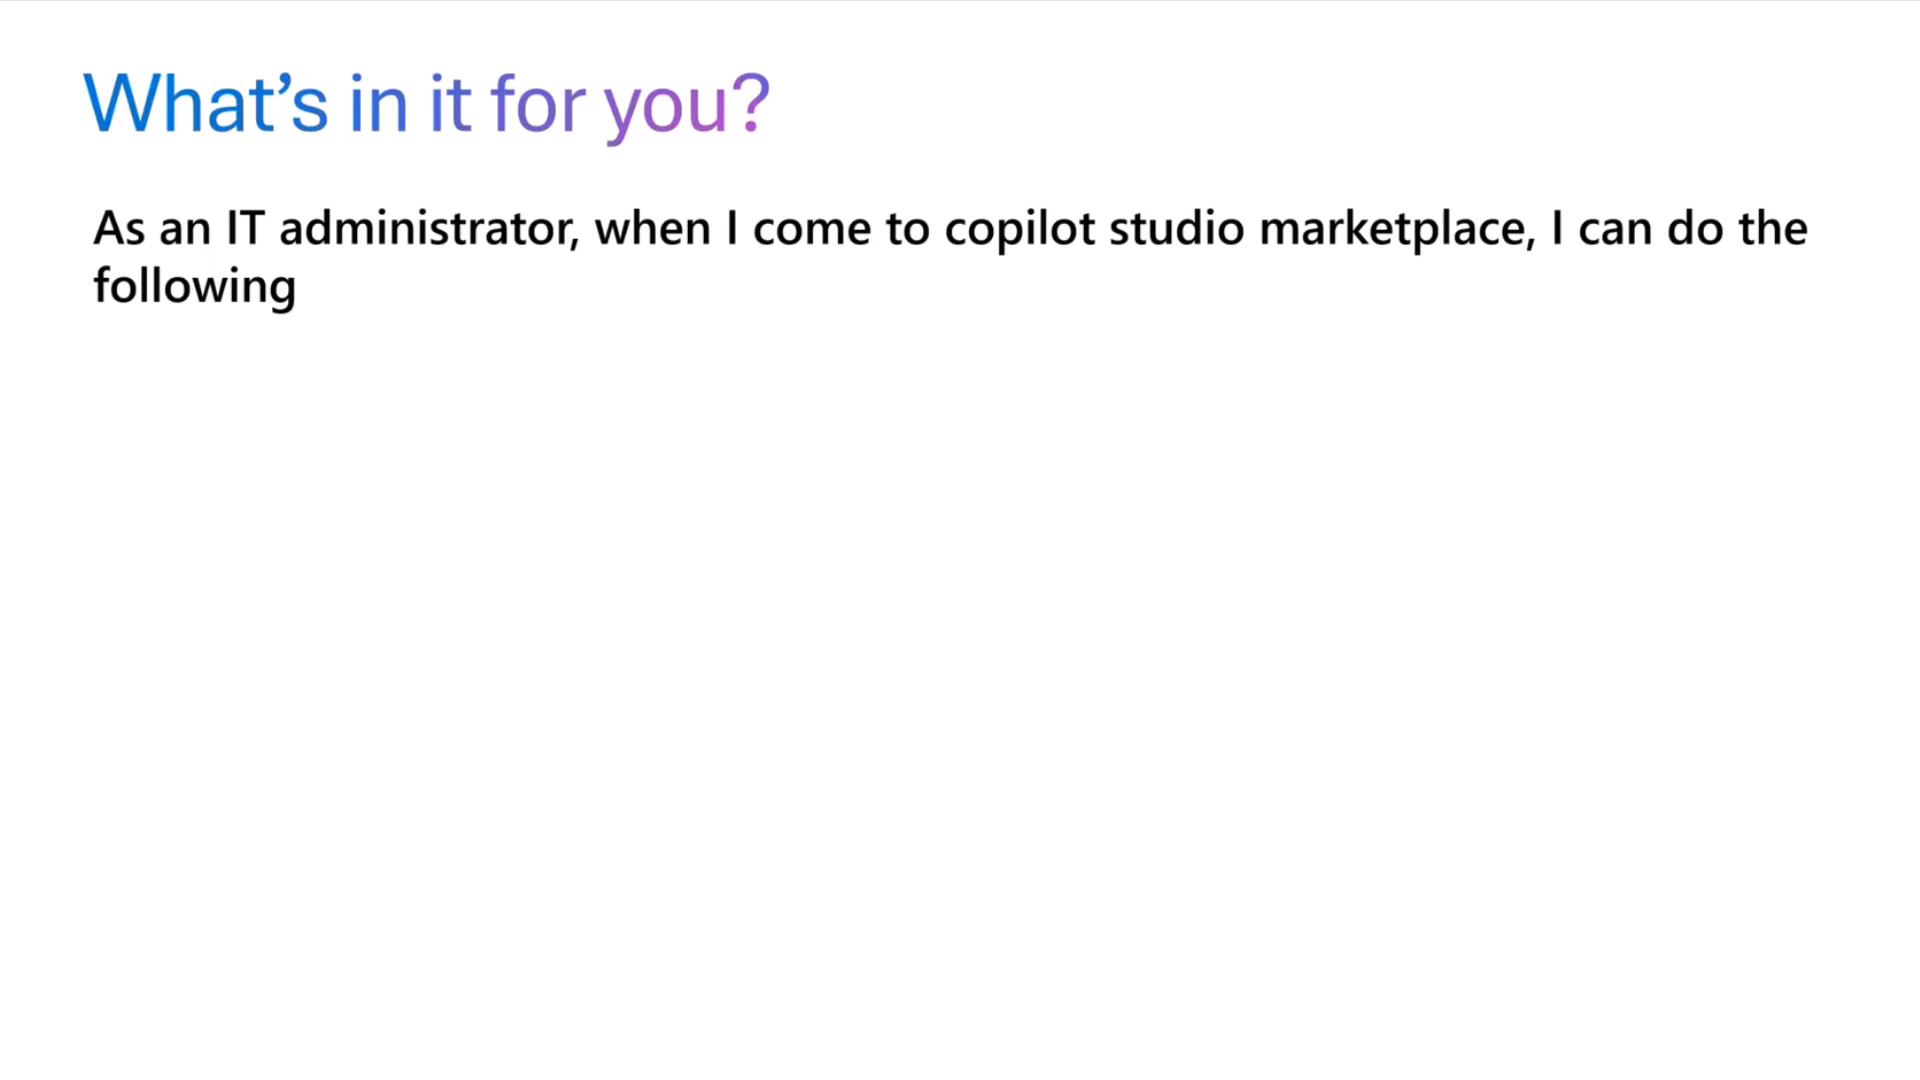 What’s in it for you?
As an IT administrator, when I come to copilot studio marketplace, I can do the
following